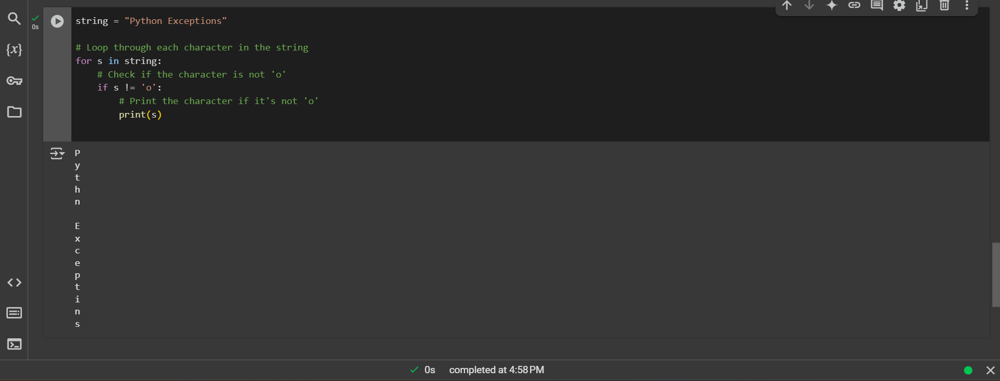 {x}
0s
string = "Python Exceptions"
# Loop through each character in the string
for s in string:
    # Check if the character is not 'o'
    if s != 'o':
        # Print the character if it's not 'o'
        print(s)
P
y
t
h
n

E
x
c
e
p
t
i
n
s
0s completed at 4:58 PM